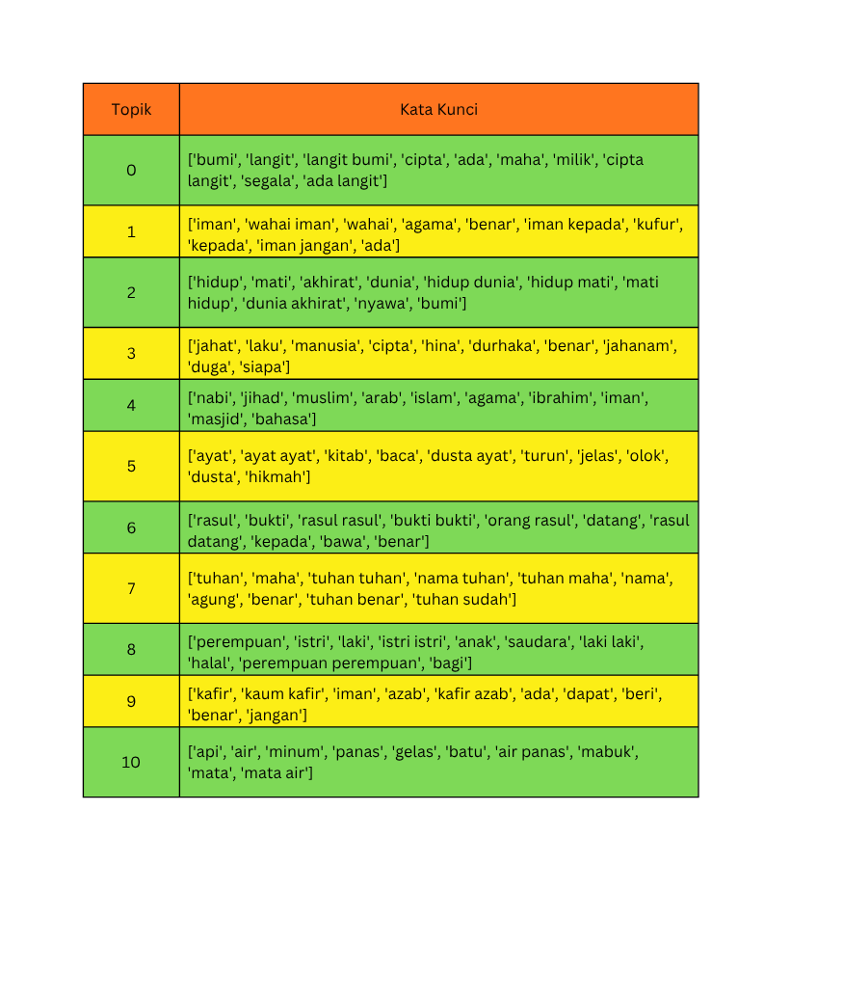 Topik Kata Kunci
0 ['bumi', 'langit', 'langit bumi', 'cipta', 'ada', 'maha', 'milik', 'cipta
langit', 'segala', 'ada langit']
1 ['iman', 'wahai iman', 'wahai', 'agama', 'benar', 'iman kepada', 'kufur',
'kepada', 'iman jangan', 'ada']
2 ['hidup', 'mati', 'akhirat', 'dunia', 'hidup dunia', 'hidup mati', 'mati
hidup', 'dunia akhirat', 'nyawa', 'bumi']
3 ['jahat', 'laku', 'manusia', 'cipta', 'hina', 'durhaka', 'benar', 'jahanam',
'duga', 'siapa']
4 ['nabi', 'jihad', 'muslim', 'arab', 'islam', 'agama', 'ibrahim', 'iman',
'masjid', 'bahasa']
5 ['ayat', 'ayat ayat', 'kitab', 'baca', 'dusta ayat', 'turun', 'jelas', 'olok',
'dusta', 'hikmah']
6 ['rasul', 'bukti', 'rasul rasul', 'bukti bukti', 'orang rasul', 'datang', 'rasul
datang', 'kepada', 'bawa', 'benar']
7 ['tuhan', 'maha', 'tuhan tuhan', 'nama tuhan', 'tuhan maha', 'nama',
'agung', 'benar', 'tuhan benar', 'tuhan sudah']
8 ['perempuan', 'istri', 'laki', 'istri istri', 'anak', 'saudara', 'laki laki',
'halal', 'perempuan perempuan', 'bagi']
9 ['kafir', 'kaum kafir', 'iman', 'azab', 'kafir azab', 'ada', 'dapat', 'beri',
'benar', 'jangan']
10 ['api', 'air', 'minum', 'panas', 'gelas', 'batu', 'air panas', 'mabuk',
'mata', 'mata air']